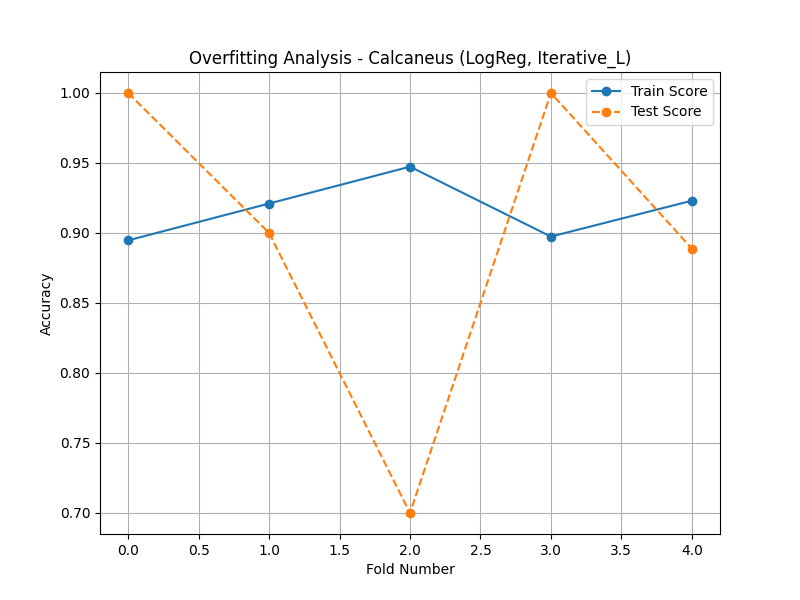 Overfitting Analysis - Calcaneus (LogReg, Iterative_L)
Train Score
Test Score
1.00
0.95
0.90
0.85
0.80
0.75
0.70
Accuracy
0.0 0.5 1.0 1.5 2.0 2.5 3.0 3.5 4.0
Fold Number